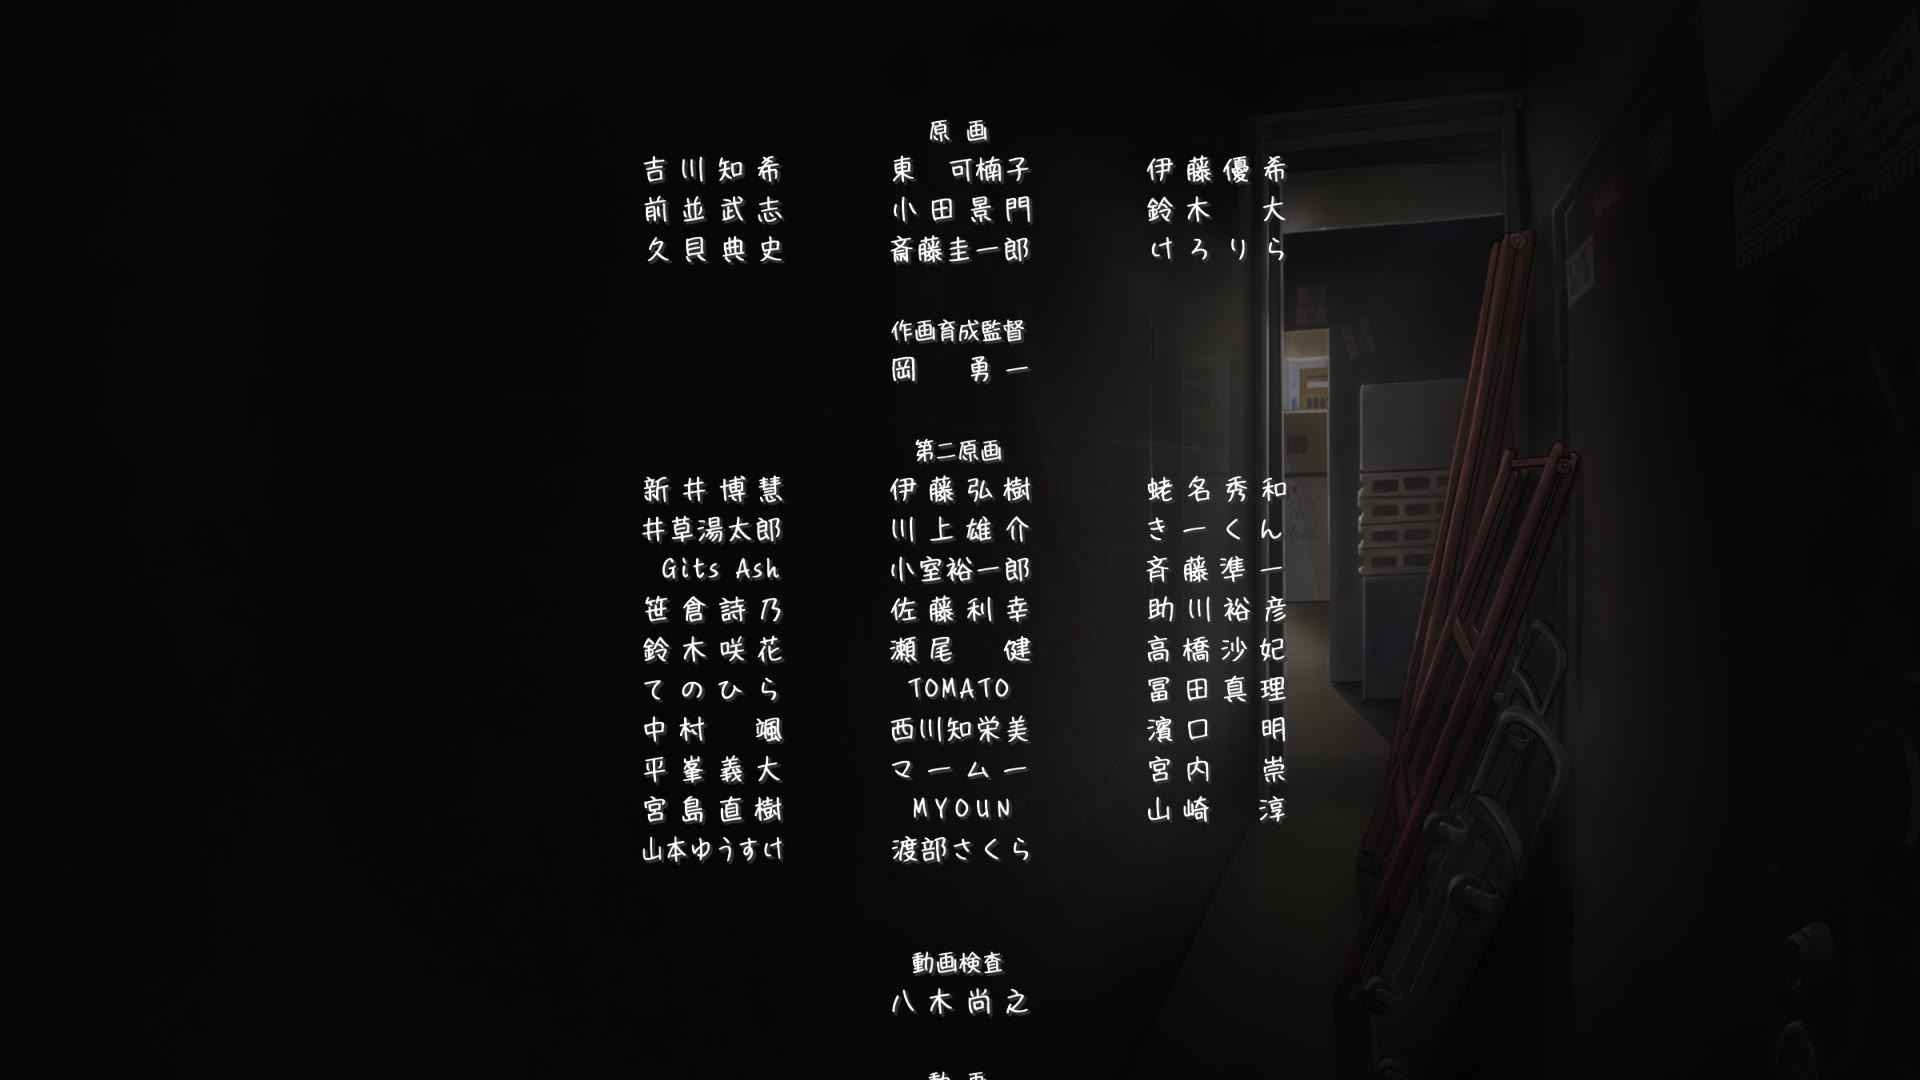 原画
吉川知希 東 可楠子 伊藤優希
前並武志 小田景門 鈴木 大
久貝典史 斎藤圭一郎 けろりら
作画育成監督
岡 勇一
第二原画
新井博慧 伊藤弘樹 蛯名秀和
井草湯太郎 川上雄介 きーくん
Gits Ash 小室裕一郎 斉藤準一
笹倉詩乃 佐藤利幸 助川裕彦
鈴木咲花 瀬尾 健 高橋沙妃
てのひら TOMATO 冨田真理
中村 颯 西川知栄美 濱口 明
平峯義大 マームー 宮内 崇
宮島直樹 MYOUN 山崎 淳
山本ゆうすけ 渡部さくら
動画検査
八木尚之
動画